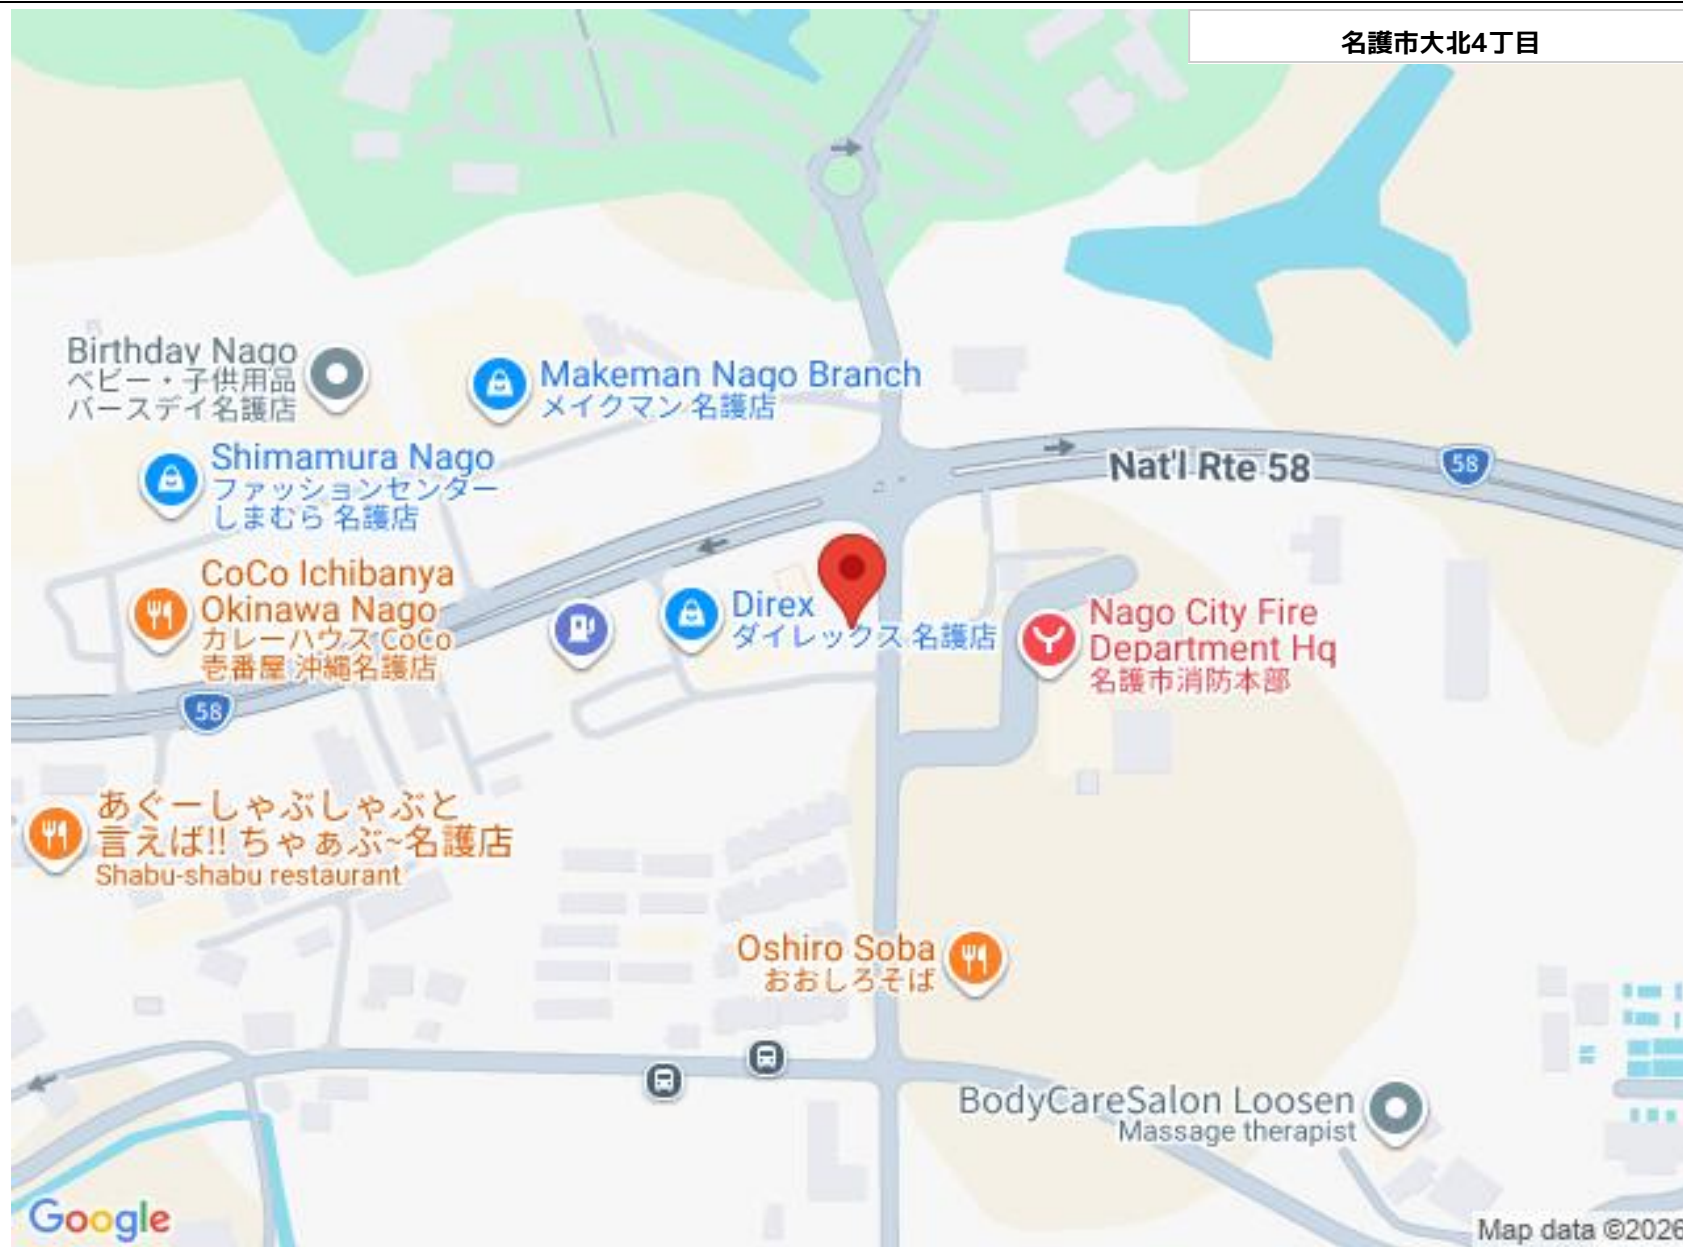 名護市大北4丁目
Birthday Nago
ベビー・子供用品
バースデイ名護店
Makeman Nago Branch
メイクマン 名護店
Shimamura Nago
ファッションセンター
しまむら 名護店
Nat'l Rte 58
58
CoCo Ichibanya
Okinawa Nago
カレーハウス CoCo
壱番屋 沖縄名護店
Direx
ダイレックス 名護店
Nago City Fire
Department Hq
名護市消防本部
58
あぐーしゃぶしゃぶと
言えば!! ちゃぁぶ~名護店
Shabu-shabu restaurant
Oshiro Soba
おおしろそば
BodyCareSalon Loosen
Massage therapist
Google
Map data ©2026